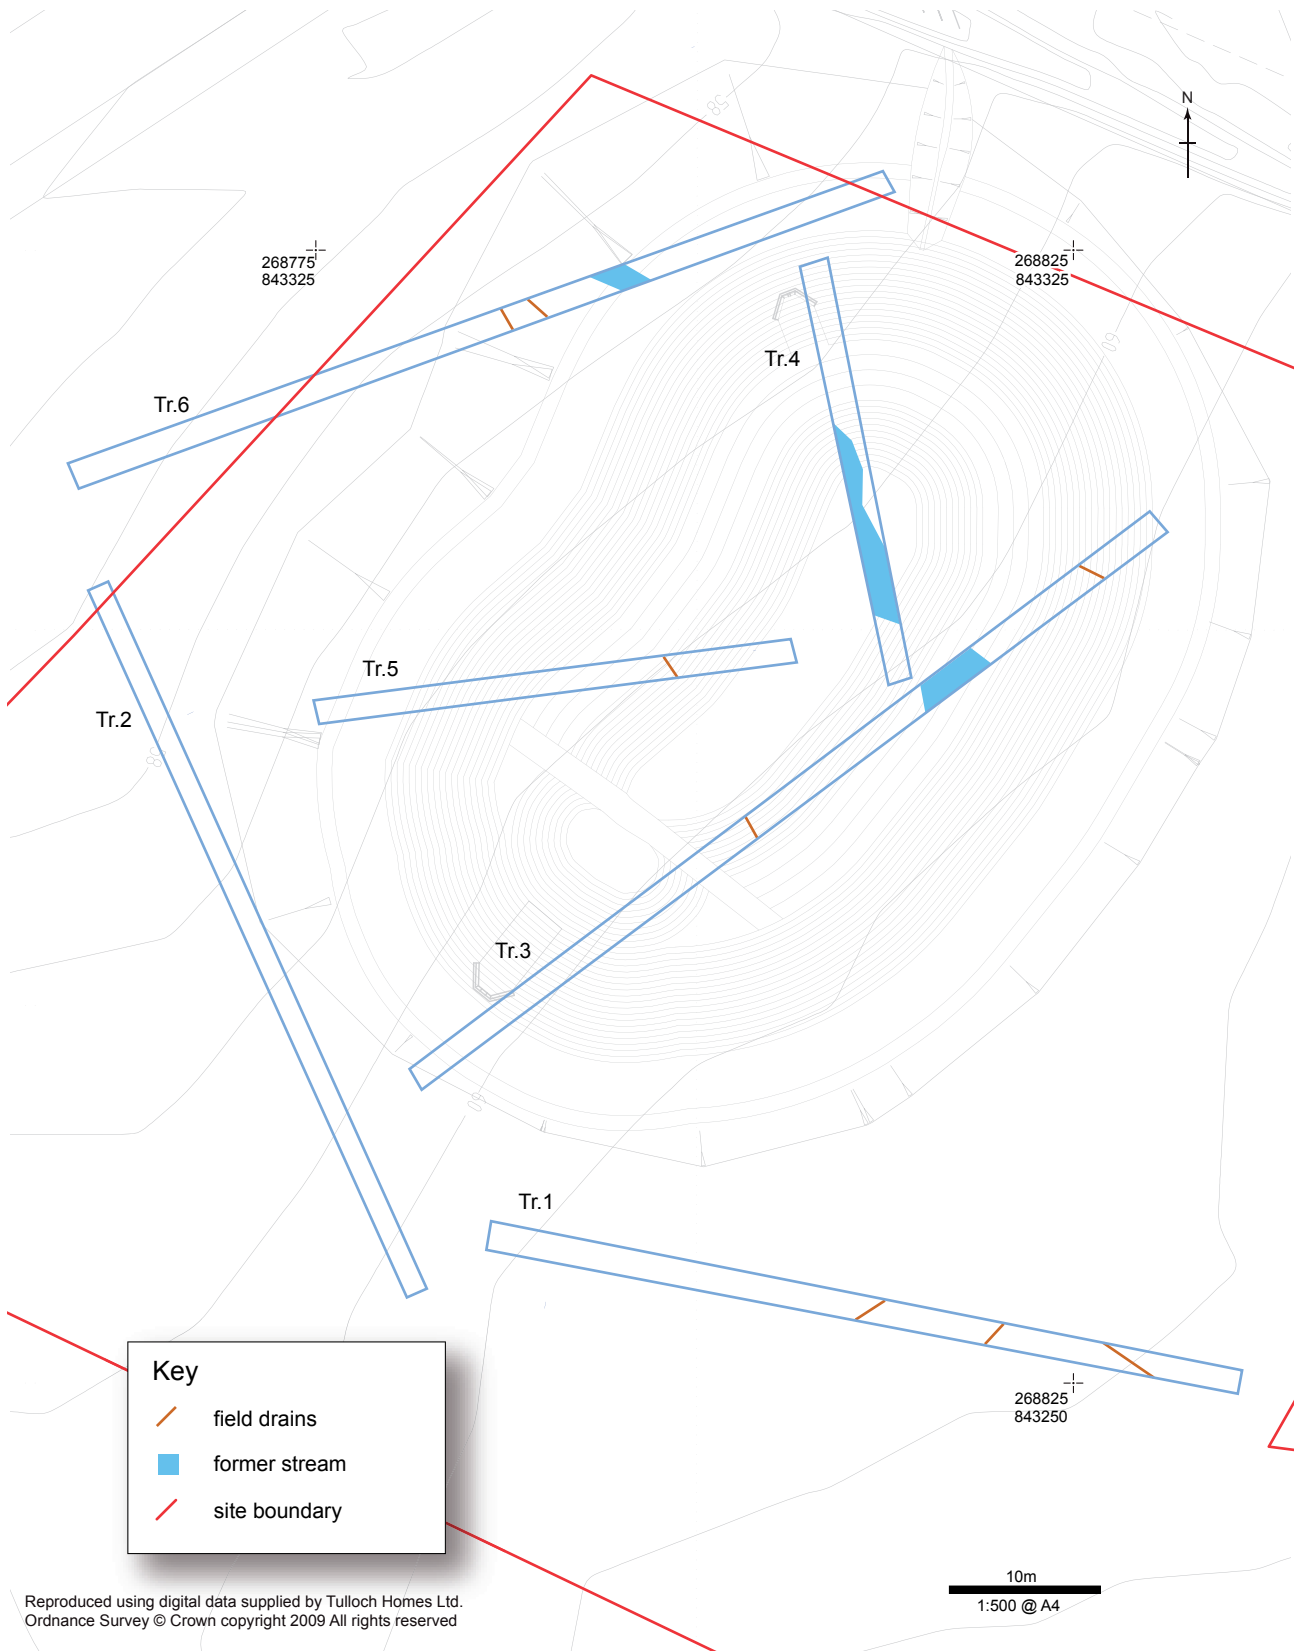 N
268775
843325
268825
843325
Tr.4
Tr.6
Tr.5
Tr.2
Tr.3
Tr.1
268825
843250
Key
field drains
former stream
site boundary
10m
1:500 @ A4
Reproduced using digital data supplied by Tulloch Homes Ltd.
Ordnance Survey © Crown copyright 2009 All rights reserved